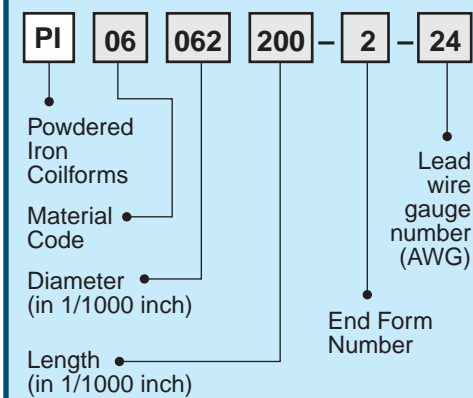 PI 06 062 200 – 2 – 24
Powdered
Iron
Coilforms
Material
Code
Diameter
(in 1/1000 inch)
Length
(in 1/1000 inch)
End Form
Number
Lead
wire
gauge
number
(AWG)